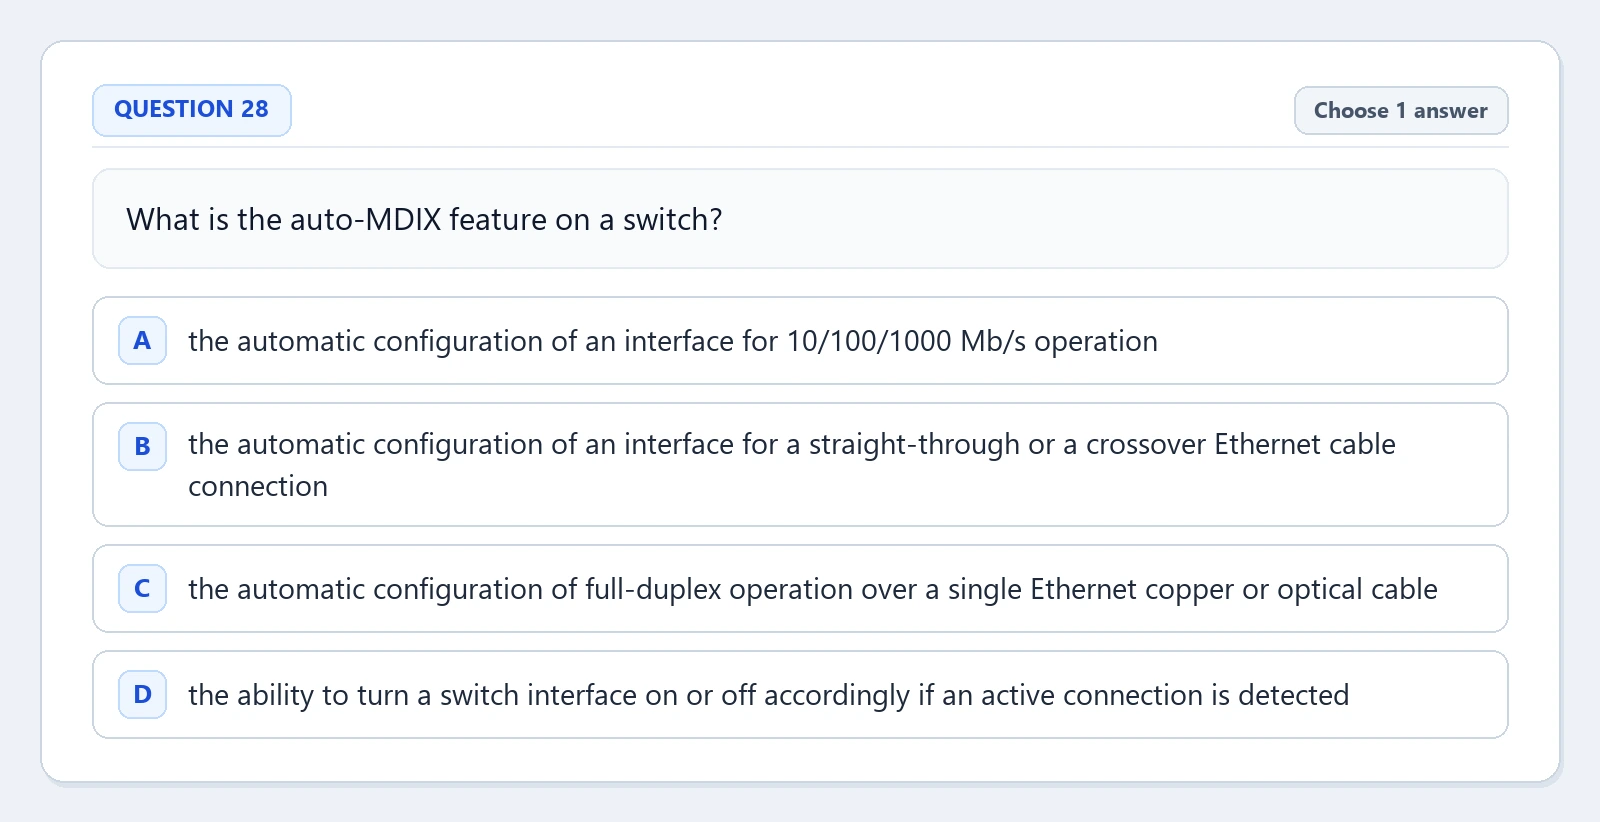 QUESTION 28
Choose 1 answer
What is the auto-MDIX feature on a switch?
A
the automatic configuration of an interface for 10/100/1000 Mb/s operation
B
the automatic configuration of an interface for a straight-through or a crossover Ethernet cable
connection
C
the automatic configuration of full-duplex operation over a single Ethernet copper or optical cable
D
the ability to turn a switch interface on or off accordingly if an active connection is detected